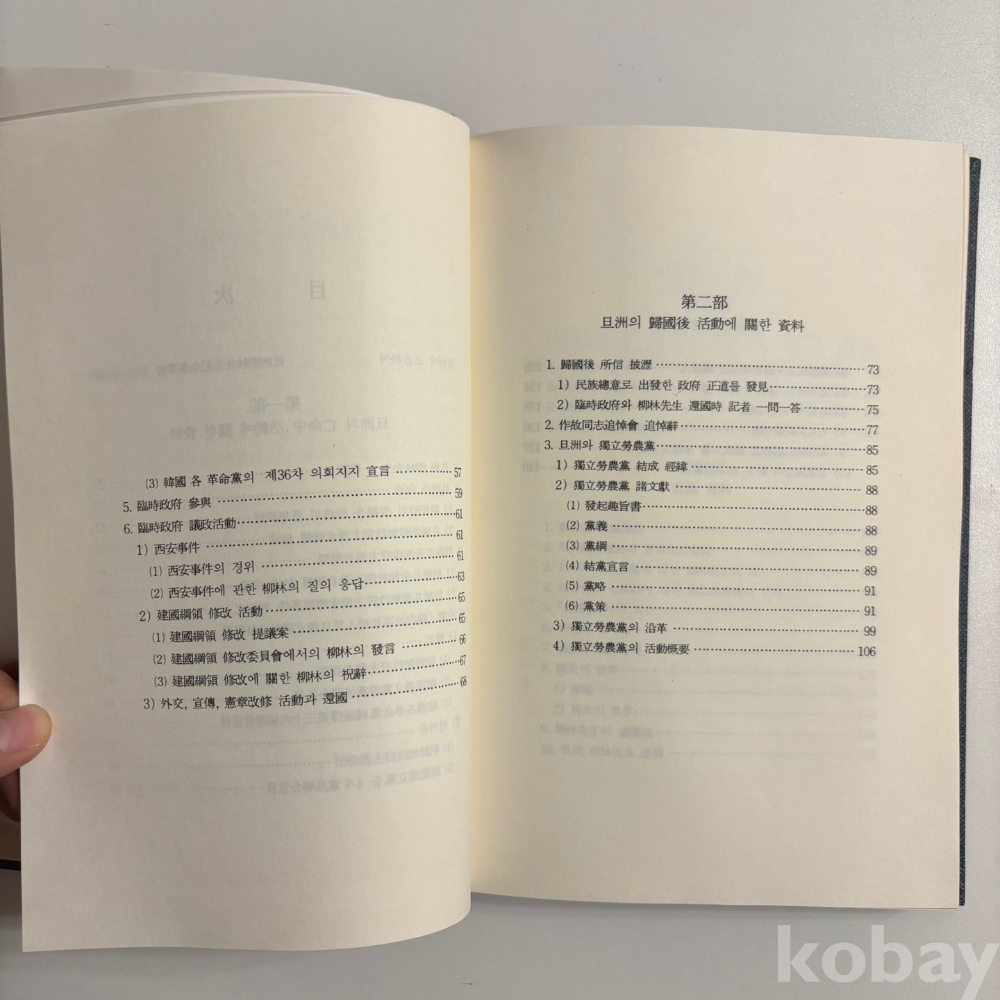 (3) 韓國 各 革命黨의 제36차 의회지지 宣言 57
5. 臨時政府 參與 59
6. 臨時政府 議政活動 61
1) 西安事件 61
(1) 西安事件의 경위 61
(2) 西安事件에 관한 柳林의 질의 응답 63
2) 建國綱領 修改 活動 65
(1) 建國綱領 修改 提議案 65
(2) 建國綱領 修改委員會에서의 柳林의 發言 66
(3) 建國綱領 修改에 關한 柳林의 祝辭 67
3) 外交, 宣傳, 憲章改修 活動과 還國 68
第二部
旦洲의 歸國後 活動에 關한 資料
1. 歸國後 所信 披瀝 73
1) 民族總意로 出發한 政府 正道를 發見 73
2) 臨時政府와 柳林先生 還國時 記者 一問一答 75
2. 作故同志追悼會 追悼辭 77
3. 旦洲와 獨立勞農黨 85
1) 獨立勞農黨 結成 經緯 85
2) 獨立勞農黨 諸文獻 88
(1) 發起趣旨書 88
(2) 黨義 88
(3) 黨綱 89
(4) 結黨宣言 89
(5) 黨略 91
(6) 黨策 91
3) 獨立勞農黨의 沿革 99
4) 獨立勞農黨의 活動概要 106
kobay